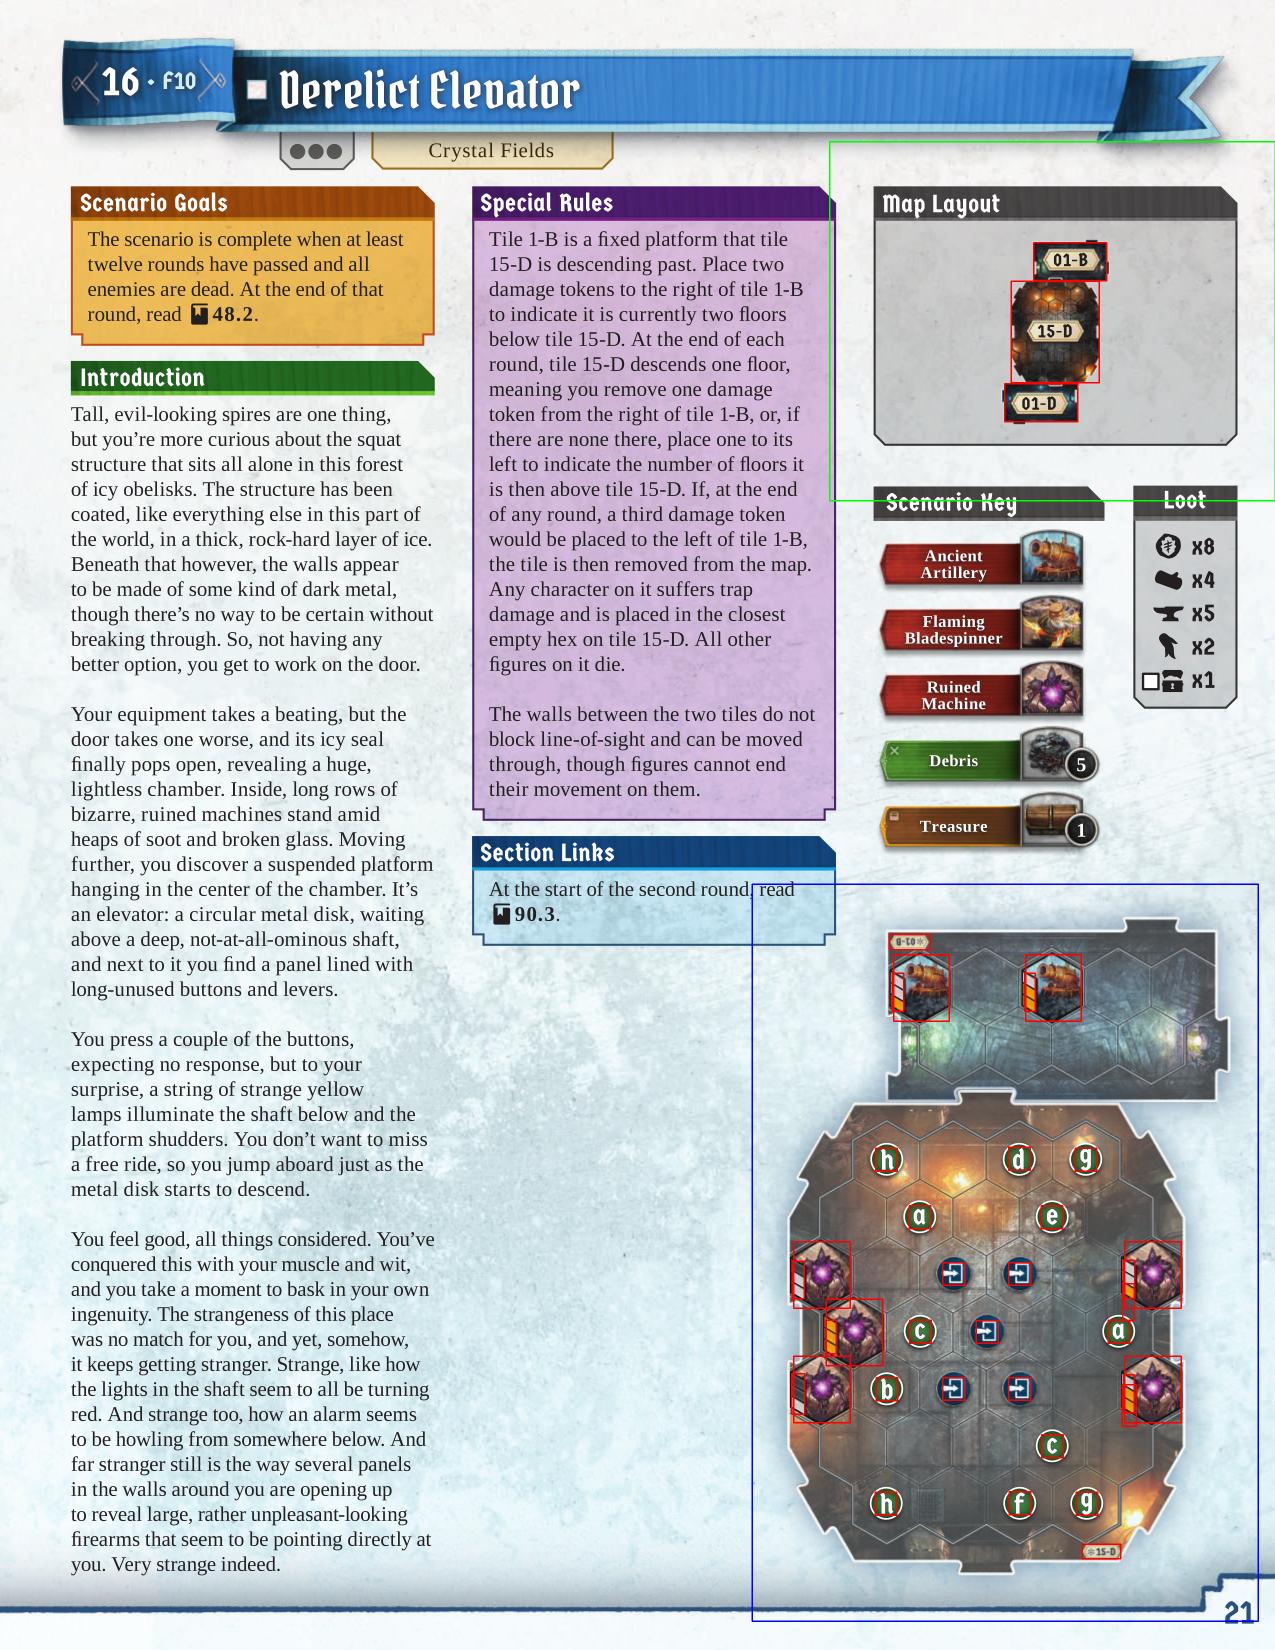 16 · F10
Derelict Elevator
Crystal Fields
Scenario Goals
The scenario is complete when at least
twelve rounds have passed and all
enemies are dead. At the end of that
round, read 48.2.
Introduction
Tall, evil-looking spires are one thing,
but you’re more curious about the squat
structure that sits all alone in this forest
of icy obelisks. The structure has been
coated, like everything else in this part of
the world, in a thick, rock-hard layer of ice.
Beneath that however, the walls appear
to be made of some kind of dark metal,
though there’s no way to be certain without
breaking through. So, not having any
better option, you get to work on the door.
Your equipment takes a beating, but the
door takes one worse, and its icy seal
finally pops open, revealing a huge,
lightless chamber. Inside, long rows of
bizarre, ruined machines stand amid
heaps of soot and broken glass. Moving
further, you discover a suspended platform
hanging in the center of the chamber. It’s
an elevator: a circular metal disk, waiting
above a deep, not-at-all-ominous shaft,
and next to it you find a panel lined with
long-unused buttons and levers.
You press a couple of the buttons,
expecting no response, but to your
surprise, a string of strange yellow
lamps illuminate the shaft below and the
platform shudders. You don’t want to miss
a free ride, so you jump aboard just as the
metal disk starts to descend.
You feel good, all things considered. You’ve
conquered this with your muscle and wit,
and you take a moment to bask in your own
ingenuity. The strangeness of this place
was no match for you, and yet, somehow,
it keeps getting stranger. Strange, like how
the lights in the shaft seem to all be turning
red. And strange too, how an alarm seems
to be howling from somewhere below. And
far stranger still is the way several panels
in the walls around you are opening up
to reveal large, rather unpleasant-looking
firearms that seem to be pointing directly at
you. Very strange indeed.
Special Rules
Tile 1-B is a fixed platform that tile
15-D is descending past. Place two
damage tokens to the right of tile 1-B
to indicate it is currently two floors
below tile 15-D. At the end of each
round, tile 15-D descends one floor,
meaning you remove one damage
token from the right of tile 1-B, or, if
there are none there, place one to its
left to indicate the number of floors it
is then above tile 15-D. If, at the end
of any round, a third damage token
would be placed to the left of tile 1-B,
the tile is then removed from the map.
Any character on it suffers trap
damage and is placed in the closest
empty hex on tile 15-D. All other
figures on it die.
The walls between the two tiles do not
block line-of-sight and can be moved
through, though figures cannot end
their movement on them.
Section Links
At the start of the second round, read
90.3.
Map Layout
01-B
15-D
01-D
Scenario Key
Ancient
Artillery
Flaming
Bladespinner
Ruined
Machine
Debris
5
Treasure
1
Loot
x8
x4
x5
x2
x1
01-B
h d g
a e
c a
b
c
h f g
15-D
21